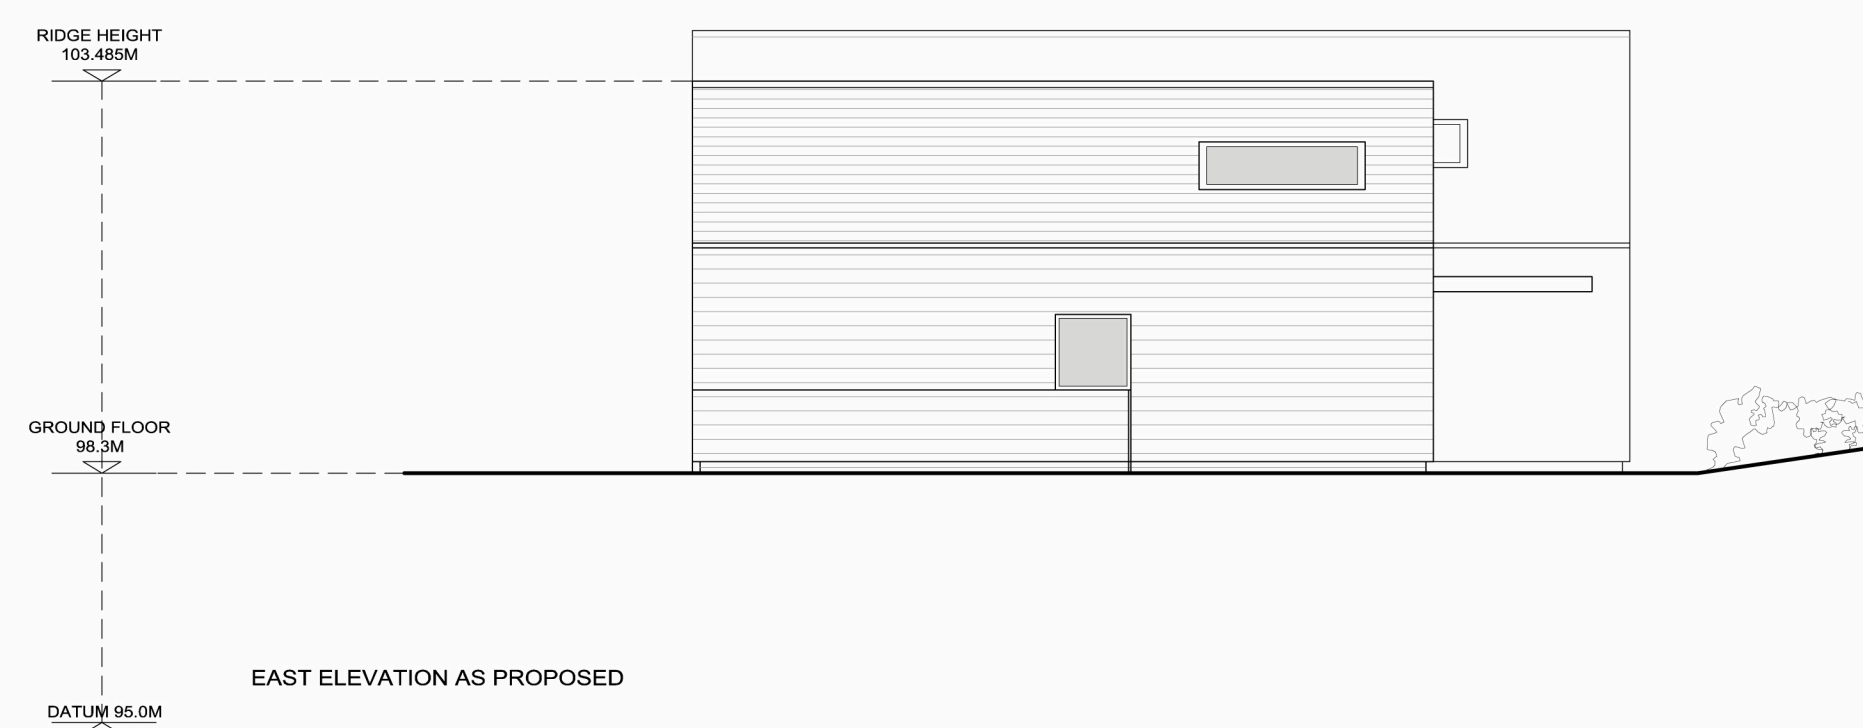 RIDGE HEIGHT
103.485M
GROUND FLOOR
98.3M
EAST ELEVATION AS PROPOSED
DATUM 95.0M